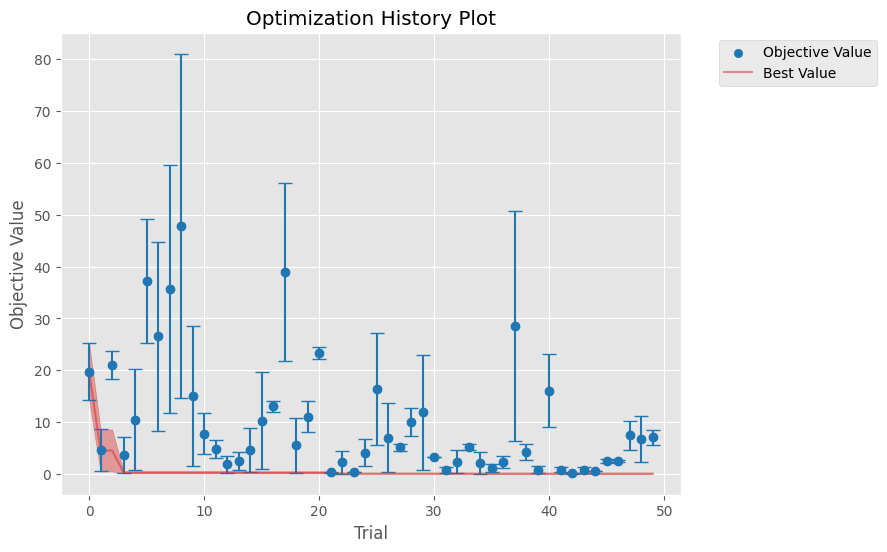 Optimization History Plot
Objective Value
Best Value
Objective Value
80
70
60
50
40
30
20
10
0
0 10 20 30 40 50
Trial